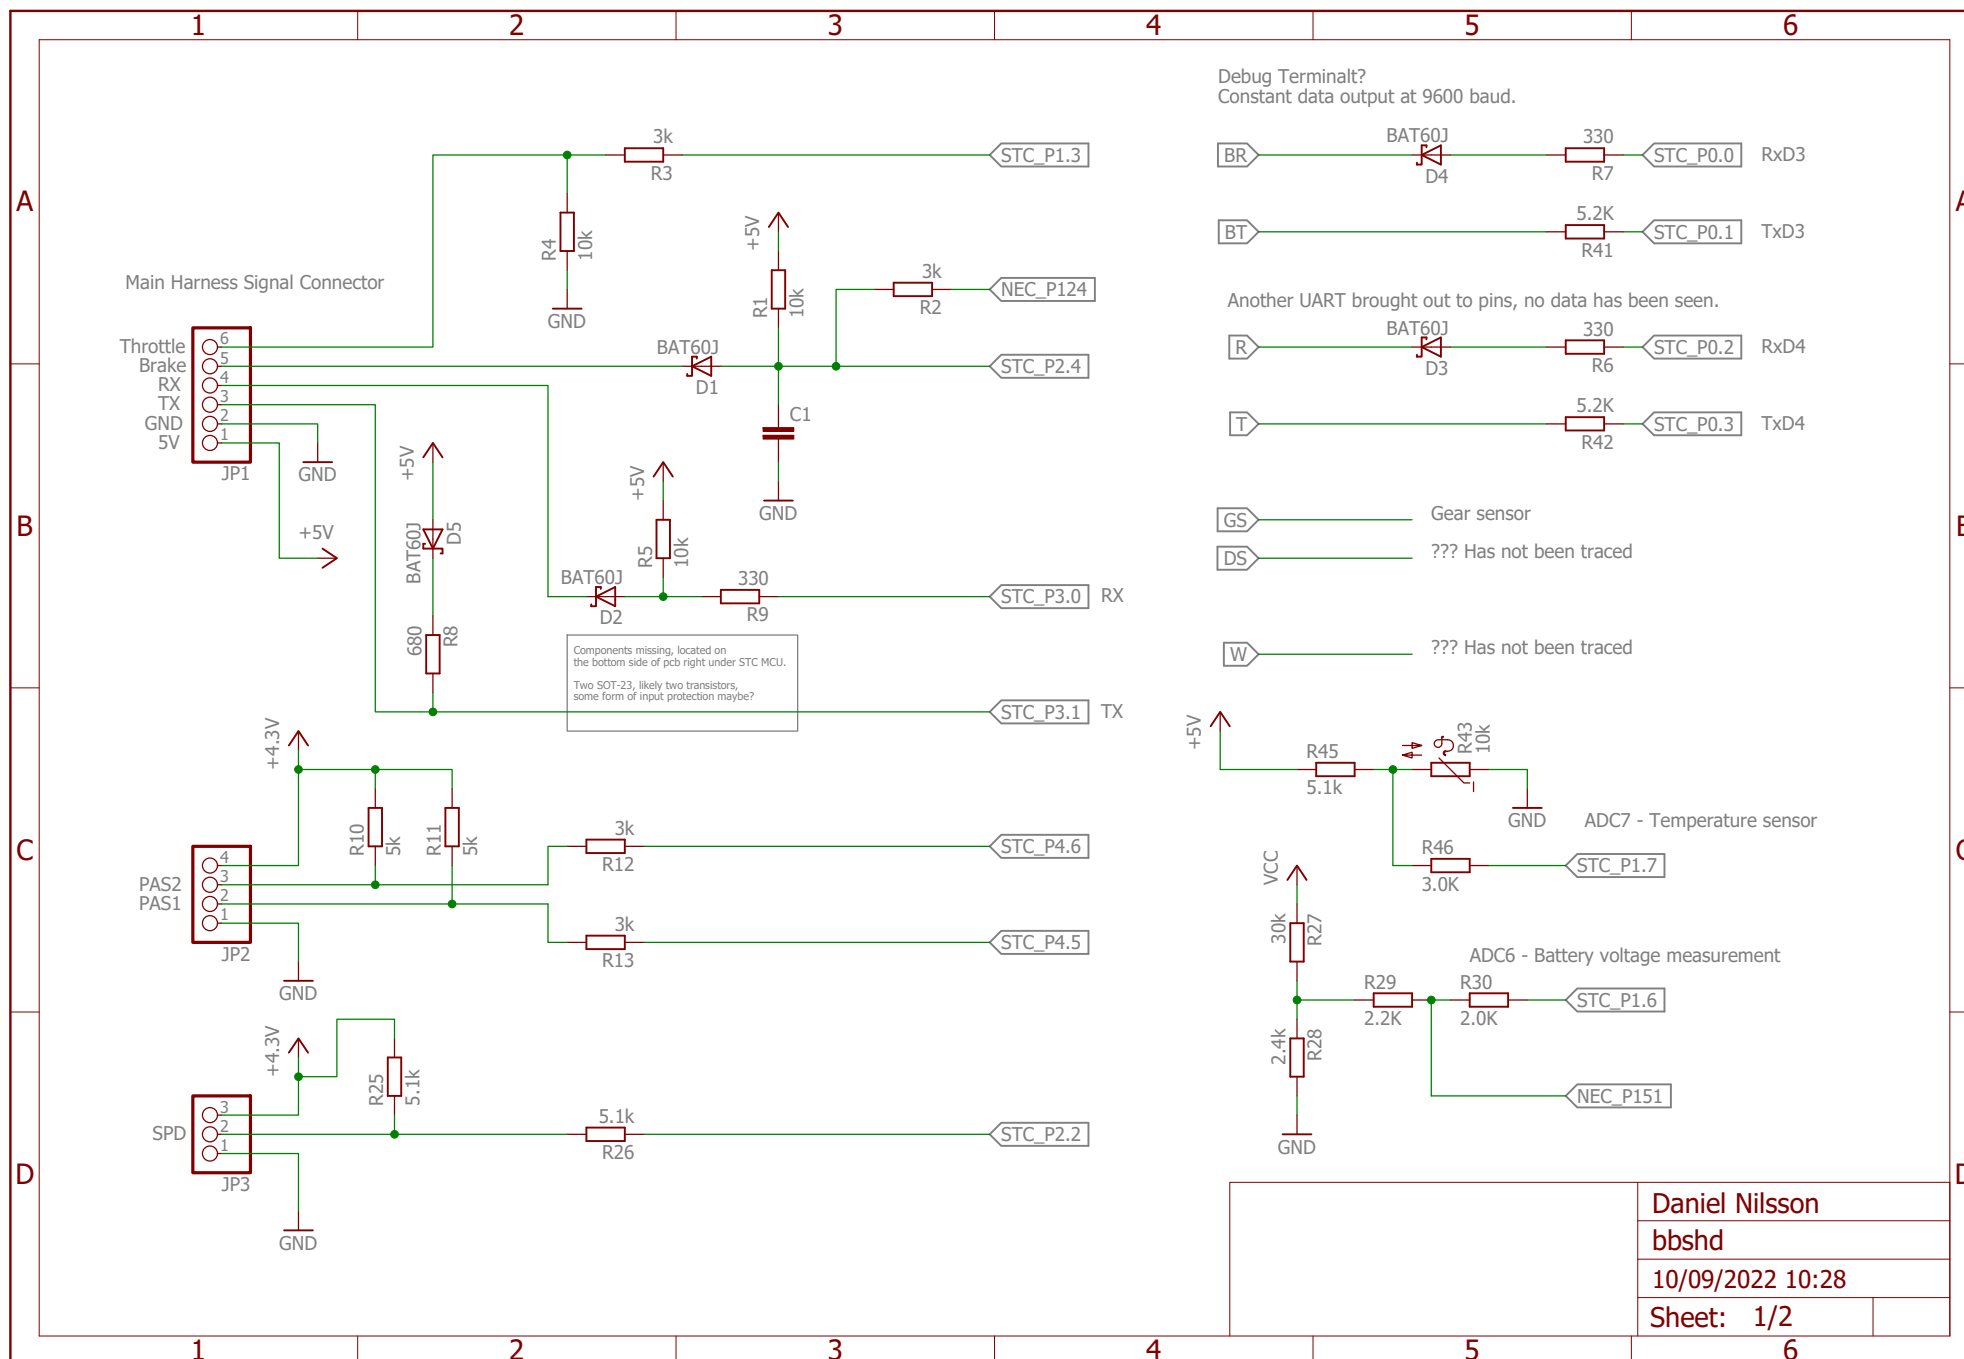 1 2 3 4 5 6
A
B
C
D
A
Main Harness Signal Connector
Throttle 6
Brake 5
RX 4
TX 3
GND 2
5V 1
JP1
GND
+5V
3k
R3
STC_P1.3
R4
10k
GND
+5V
R1
10k
3k
R2
NEC_P124
BAT60J
D1
STC_P2.4
C1
GND
+5V
BAT60J
D5
680
R8
+5V
R5
10k
BAT60J
D2
330
R9
STC_P3.0 RX
Components missing, located on
the bottom side of pcb right under STC MCU.
Two SOT-23, likely two transistors,
some form of input protection maybe?
STC_P3.1 TX
+4.3V
R10
5k
R11
5k
4
PAS2 3
PAS1 2
1
JP2
GND
3k
R12
STC_P4.6
3k
R13
STC_P4.5
+4.3V
R25
5.1k
3
SPD 2
1
JP3
GND
5.1k
R26
STC_P2.2
Debug Terminalt?
Constant data output at 9600 baud.
BR
BAT60J
D4
330
R7
STC_P0.0 RxD3
BT
5.2K
R41
STC_P0.1 TxD3
Another UART brought out to pins, no data has been seen.
R
BAT60J
D3
330
R6
STC_P0.2 RxD4
T
5.2K
R42
STC_P0.3 TxD4
GS Gear sensor
DS ??? Has not been traced
W ??? Has not been traced
+5V
R45
5.1k
R43
10k
GND
ADC7 - Temperature sensor
R46
3.0K
STC_P1.7
VCC
30k
R27
ADC6 - Battery voltage measurement
R29
2.2K
R30
2.0K
STC_P1.6
2.4k
R28
NEC_P151
GND
Daniel Nilsson
bbshd
10/09/2022 10:28
Sheet: 1/2
1 2 3 4 5 6